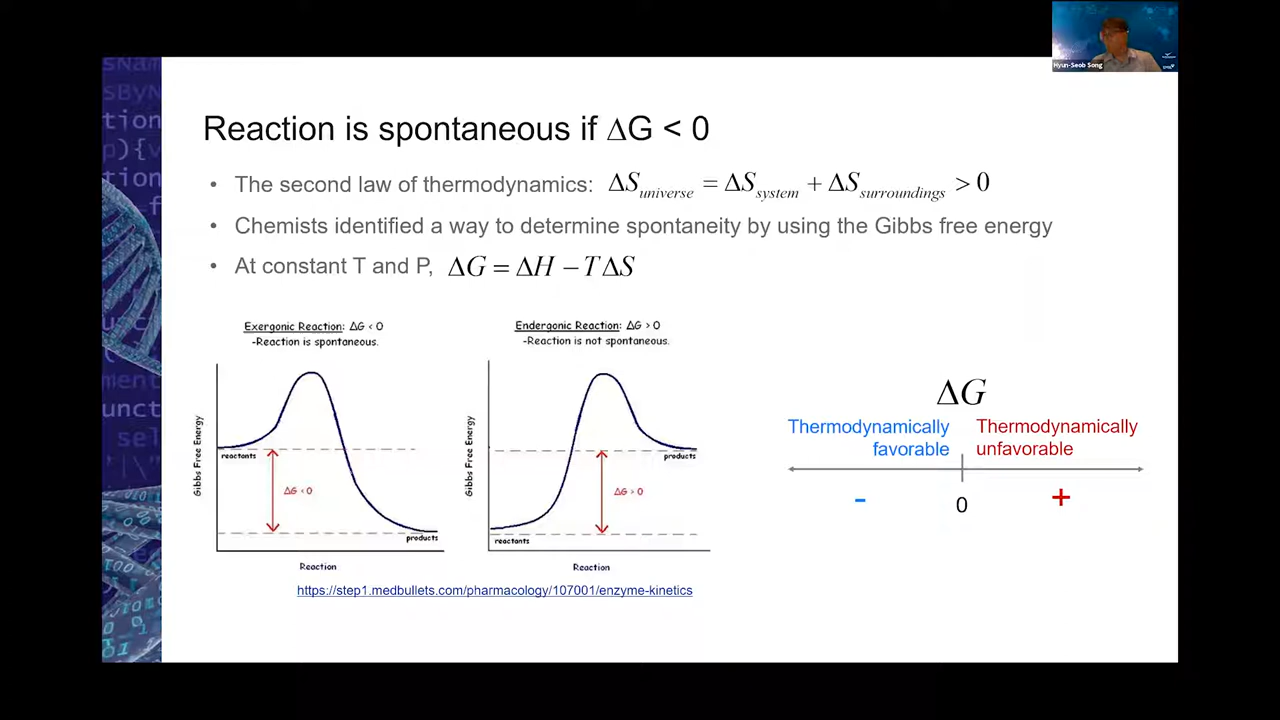 Hyun-Seob Song
Reaction is spontaneous if ΔG < 0
• The second law of thermodynamics: ΔS_universe = ΔS_system + ΔS_surroundings > 0
• Chemists identified a way to determine spontaneity by using the Gibbs free energy
• At constant T and P, ΔG = ΔH − TΔS
Exergonic Reaction: ΔG < 0
-Reaction is spontaneous.
Gibbs Free Energy
reactants
ΔG < 0
products
Reaction
Endergonic Reaction: ΔG > 0
-Reaction is not spontaneous.
Gibbs Free Energy
products
ΔG > 0
reactants
Reaction
https://step1.medbullets.com/pharmacology/107001/enzyme-kinetics
ΔG
Thermodynamically
favorable
Thermodynamically
unfavorable
-
0
+